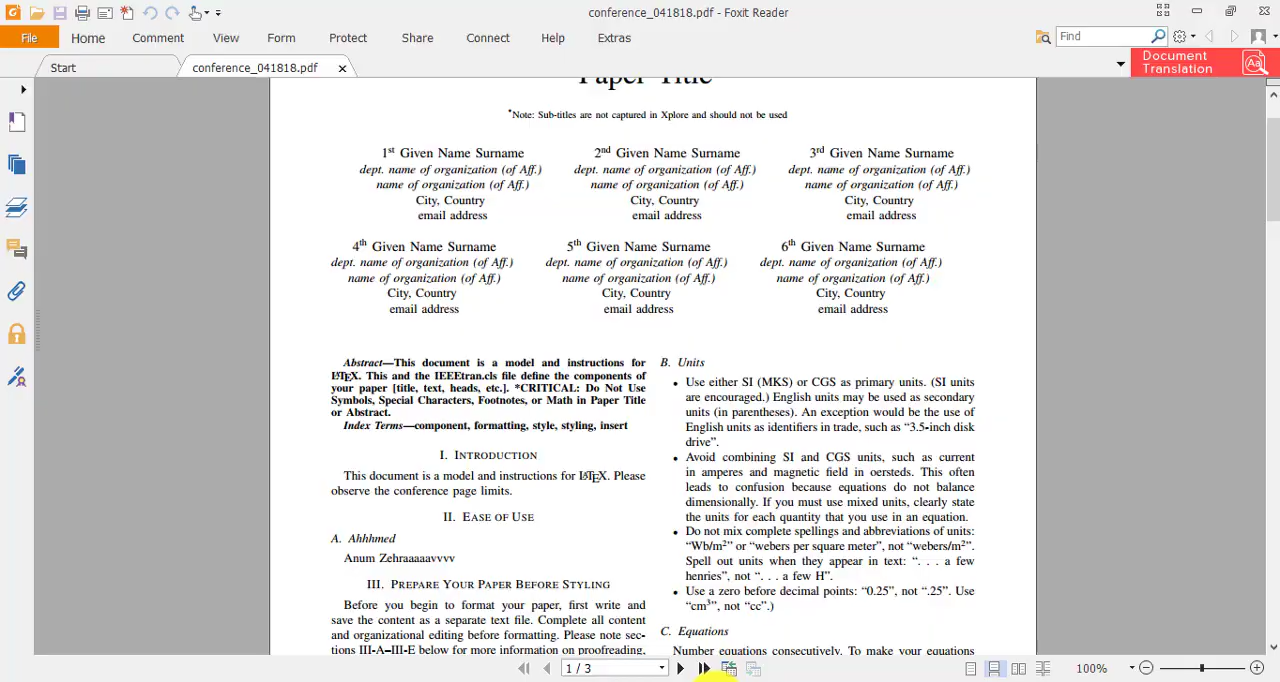 conference_041818.pdf - Foxit Reader
File Home Comment View Form Protect Share Connect Help Extras Find
Start conference_041818.pdf
Document Translation
Paper Title
*Note: Sub-titles are not captured in Xplore and should not be used
1st Given Name Surname
dept. name of organization (of Aff.)
name of organization (of Aff.)
City, Country
email address
2nd Given Name Surname
dept. name of organization (of Aff.)
name of organization (of Aff.)
City, Country
email address
3rd Given Name Surname
dept. name of organization (of Aff.)
name of organization (of Aff.)
City, Country
email address
4th Given Name Surname
dept. name of organization (of Aff.)
name of organization (of Aff.)
City, Country
email address
5th Given Name Surname
dept. name of organization (of Aff.)
name of organization (of Aff.)
City, Country
email address
6th Given Name Surname
dept. name of organization (of Aff.)
name of organization (of Aff.)
City, Country
email address
Abstract—This document is a model and instructions for
LATEX. This and the IEEEtran.cls file define the components of
your paper [title, text, heads, etc.]. *CRITICAL: Do Not Use
Symbols, Special Characters, Footnotes, or Math in Paper Title
or Abstract.
Index Terms—component, formatting, style, styling, insert
I. Introduction
This document is a model and instructions for LATEX. Please
observe the conference page limits.
II. Ease of Use
A. Ahhhmed
Anum Zehraaaaavvvv
III. Prepare Your Paper Before Styling
Before you begin to format your paper, first write and
save the content as a separate text file. Complete all content
and organizational editing before formatting. Please note sec-
tions III-A–III-E below for more information on proofreading,
B. Units
• Use either SI (MKS) or CGS as primary units. (SI units
are encouraged.) English units may be used as secondary
units (in parentheses). An exception would be the use of
English units as identifiers in trade, such as “3.5-inch disk
drive”.
• Avoid combining SI and CGS units, such as current
in amperes and magnetic field in oersteds. This often
leads to confusion because equations do not balance
dimensionally. If you must use mixed units, clearly state
the units for each quantity that you use in an equation.
• Do not mix complete spellings and abbreviations of units:
“Wb/m2” or “webers per square meter”, not “webers/m2”.
Spell out units when they appear in text: “. . . a few
henries”, not “. . . a few H”.
• Use a zero before decimal points: “0.25”, not “.25”. Use
“cm3”, not “cc”.)
C. Equations
Number equations consecutively. To make your equations
1 / 3
100%